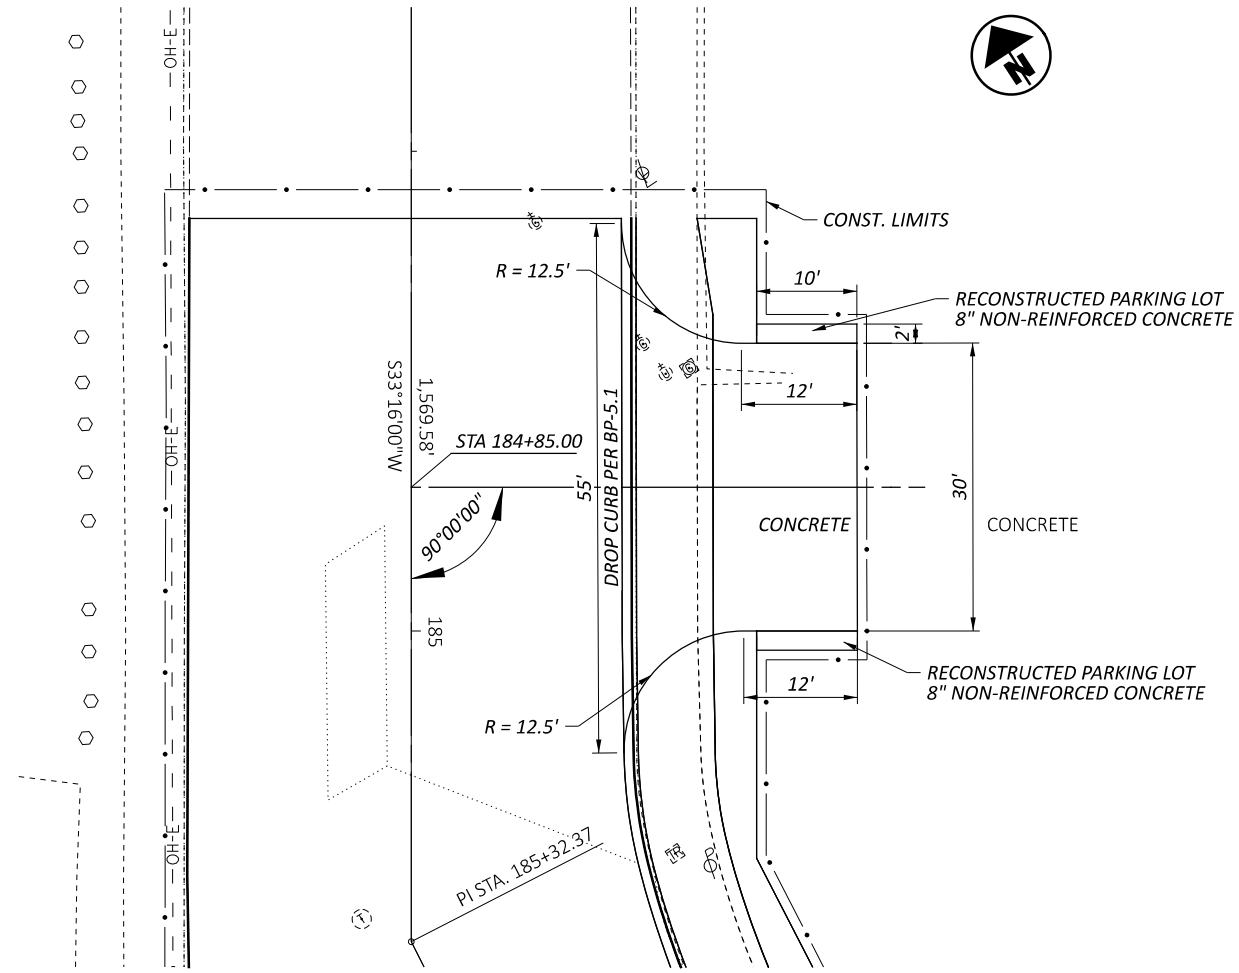 OH-E
N
CONST. LIMITS
R = 12.5'
10'
RECONSTRUCTED PARKING LOT
8" NON-REINFORCED CONCRETE
2'
G
G
G
12'
1,569.58'
S33°16'00"W
DROP CURB PER BP-5.1
55'
STA 184+85.00
OH-E
30'
90°00'00"
CONCRETE
CONCRETE
185
RECONSTRUCTED PARKING LOT
8" NON-REINFORCED CONCRETE
12'
R = 12.5'
OH-E
TR
PI STA. 185+32.37
T